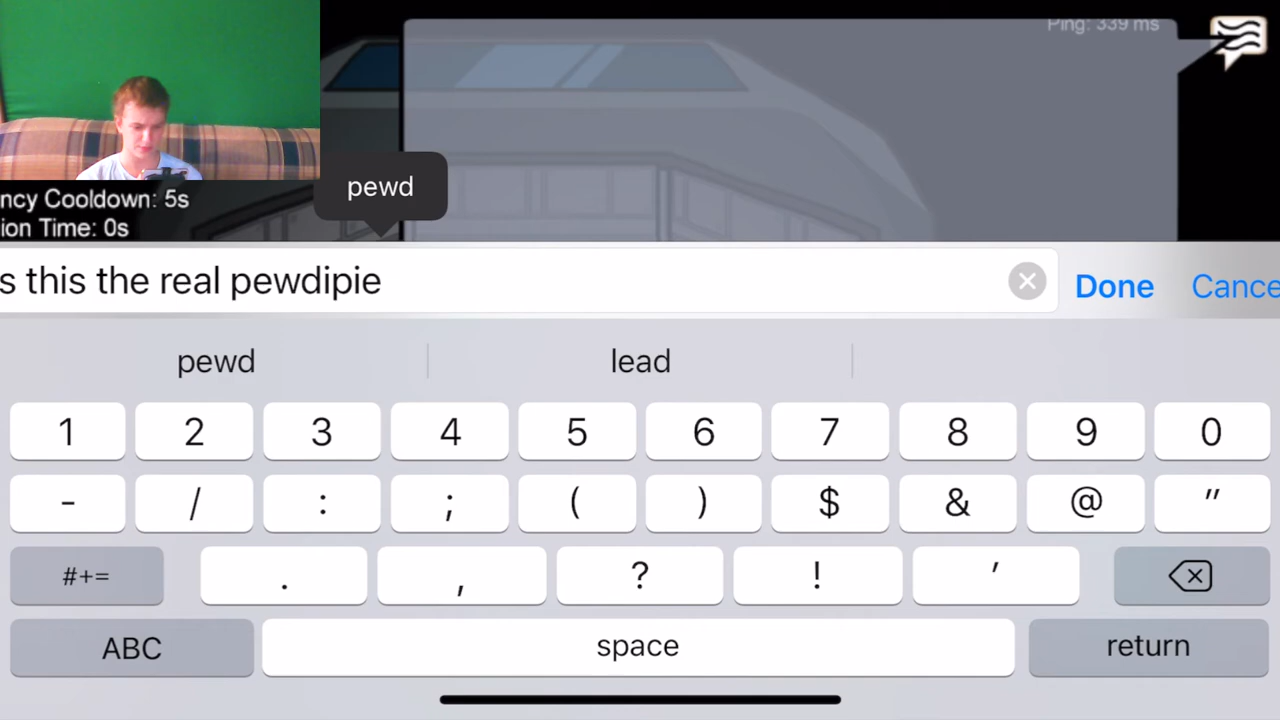 Ping: 339 ms
ncy Cooldown: 5s
ion Time: 0s
pewd
s this the real pewdipie
Done
Cance
pewd
lead
1 2 3 4 5 6 7 8 9 0
- / : ; ( ) $ & @ "
#+= . , ? ! '
ABC space return